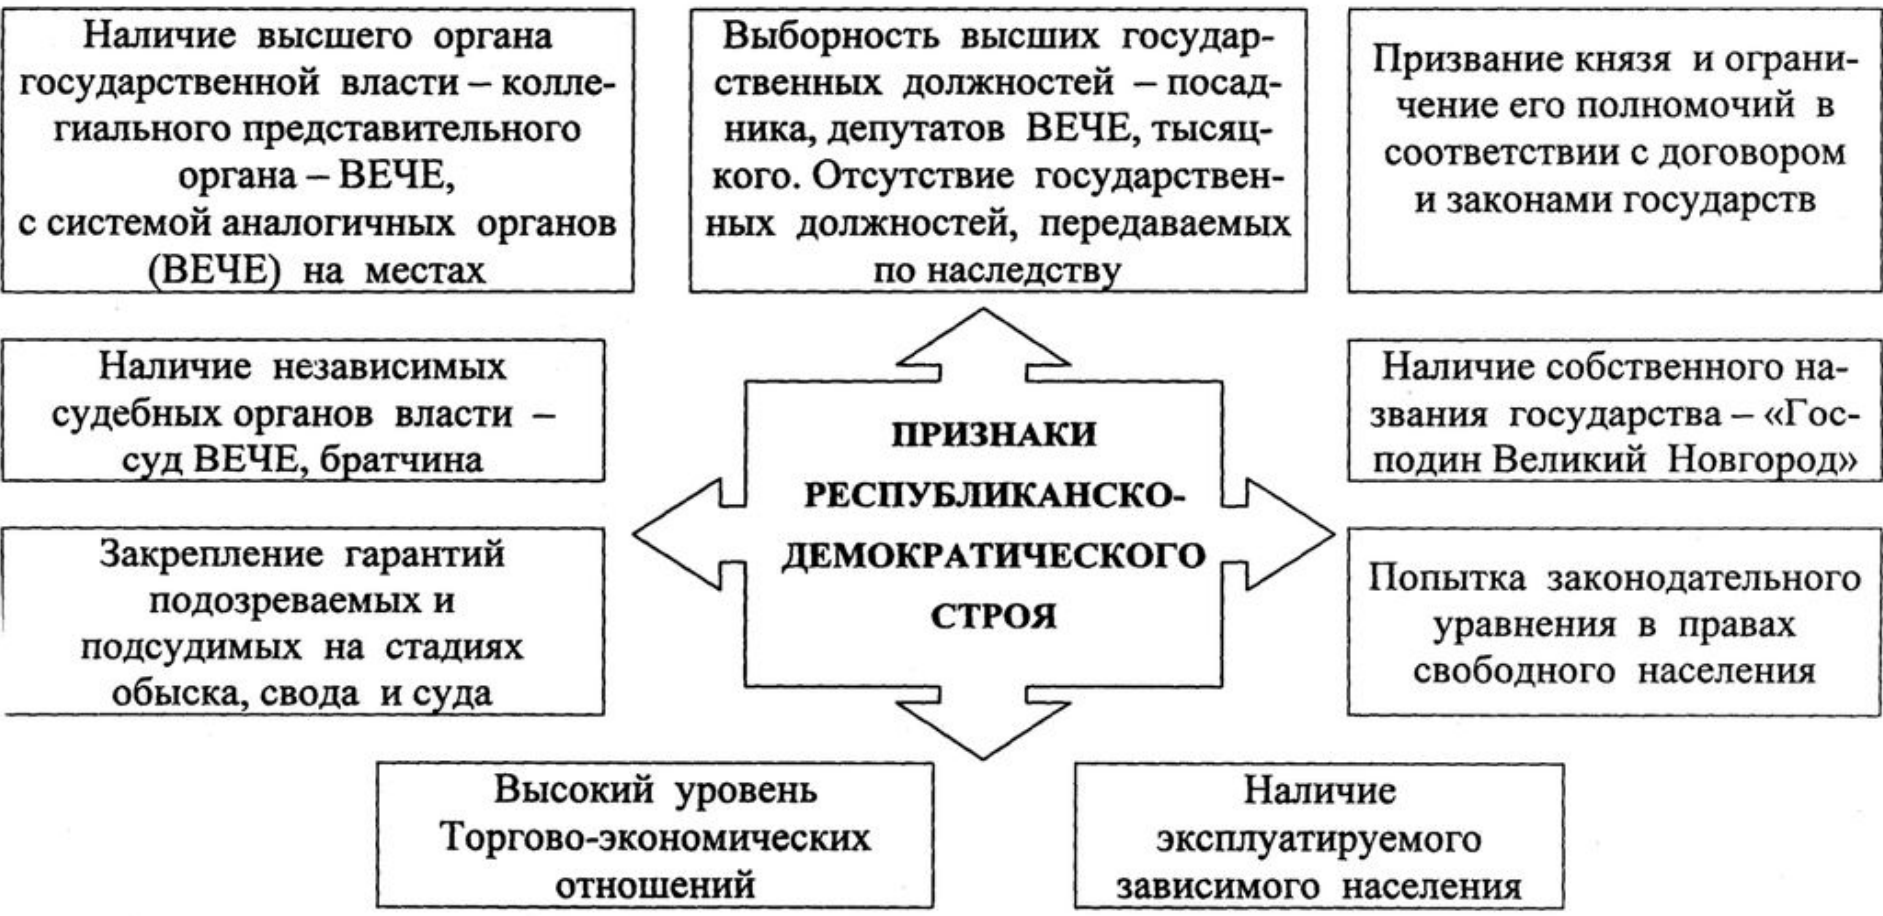 Наличие высшего органа
государственной власти – колле-
гиального представительного
органа – ВЕЧЕ,
с системой аналогичных органов
(ВЕЧЕ) на местах
Выборность высших государ-
ственных должностей – посад-
ника, депутатов ВЕЧЕ, тысяц-
кого. Отсутствие государствен-
ных должностей, передаваемых
по наследству
Призвание князя и ограни-
чение его полномочий в
соответствии с договором
и законами государств
Наличие независимых
судебных органов власти –
суд ВЕЧЕ, братчина
ПРИЗНАКИ
РЕСПУБЛИКАНСКО-
ДЕМОКРАТИЧЕСКОГО
СТРОЯ
Наличие собственного на-
звания государства – «Гос-
подин Великий Новгород»
Закрепление гарантий
подозреваемых и
подсудимых на стадиях
обыска, свода и суда
Попытка законодательного
уравнения в правах
свободного населения
Высокий уровень
Торгово-экономических
отношений
Наличие
эксплуатируемого
зависимого населения